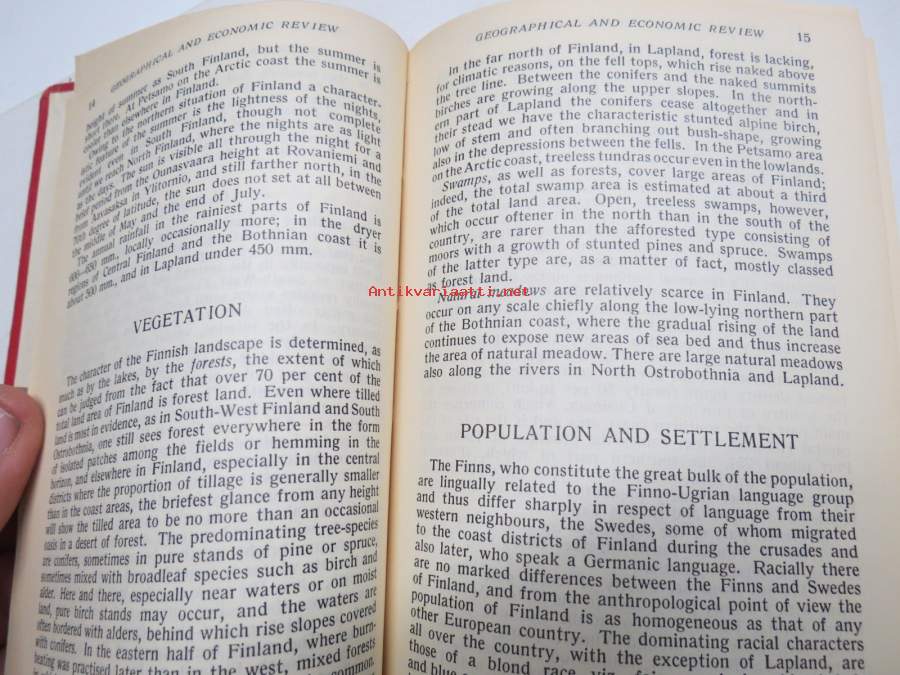 14 GEOGRAPHICAL AND ECONOMIC REVIEW
height of summer as South Finland, but the summer is
short there. At Petsamo on the Arctic coast the summer is
cooler than elsewhere in Finland.
Owing to the northern situation of Finland a character-
istic feature of the summer is the lightness of the nights,
evident even in South Finland, though not complete
until we reach North Finland, where the nights are as light
as the days. The sun is visible all through the night for a
brief period from the Ounasvaara height at Rovaniemi and
from Aavasaksa in Ylitornio, and still farther north, in the
70th degree of latitude, the sun does not set at all between
the middle of May and the end of July.
The annual rainfall in the rainiest parts of Finland is
600—650 mm., locally occasionally more; in the dryer
regions of Central Finland and the Bothnian coast it is
about 500 mm., and in Lapland under 450 mm.
VEGETATION
The character of the Finnish landscape is determined, as
much as by the lakes, by the forests, the extent of which
can be judged from the fact that over 70 per cent of the
total land area of Finland is forest land. Even where tilled
land is most in evidence, as in South-West Finland and South
Ostrobothnia, one still sees forest everywhere in the form
of isolated patches among the fields or hemming in the
horizon, and elsewhere in Finland, especially in the central
districts where the proportion of tillage is generally smaller
than in the coast areas, the briefest glance from any height
will show the tilled area to be no more than an occasional
oasis in a desert of forest. The predominating tree-species
are conifers, sometimes in pure stands of pine or spruce,
sometimes mixed with broadleaf species such as birch and
alder. Here and there, especially near waters or on moist
land, pure birch stands may occur, and the waters are
often bordered with alders, behind which rise slopes covered
with conifers. In the eastern half of Finland, where burn-
beating was practised later than in the west, mixed forests
common.
GEOGRAPHICAL AND ECONOMIC REVIEW 15
In the far north of Finland, in Lapland, forest is lacking,
for climatic reasons, on the fell tops, which rise naked above
the tree line. Between the conifers and the naked summits
birches are growing along the upper slopes. In the north-
ern part of Lapland the conifers cease altogether and in
their stead we have the characteristic stunted alpine birch,
low of stem and often branching out bush-shape, growing
also in the depressions between the fells. In the Petsamo area
on the Arctic coast, treeless tundras occur even in the lowlands.
Swamps, as well as forests, cover large areas of Finland;
indeed, the total swamp area is estimated at about a third
of the total land area. Open, treeless swamps, however,
which occur oftener in the north than in the south of the
country, are rarer than the afforested type consisting of
moors with a growth of stunted pines and spruce. Swamps
of the latter type are, as a matter of fact, mostly classed
as forest land.
Antikvariaatti.net
Natural meadows are relatively scarce in Finland. They
occur on any scale chiefly along the low-lying northern part
of the Bothnian coast, where the gradual rising of the land
continues to expose new areas of sea bed and thus increase
the area of natural meadow. There are large natural meadows
also along the rivers in North Ostrobothnia and Lapland.
POPULATION AND SETTLEMENT
The Finns, who constitute the great bulk of the population,
are lingually related to the Finno-Ugrian language group
and thus differ sharply in respect of language from their
western neighbours, the Swedes, some of whom migrated
to the coast districts of Finland during the crusades and
also later, who speak a Germanic language. Racially there
are no marked differences between the Finns and Swedes
of Finland, and from the anthropological point of view the
population of Finland is as homogeneous as that of any
other European country. The dominating racial characters
all over the country, with the exception of Lapland, are
those of a blond race, viz.
and